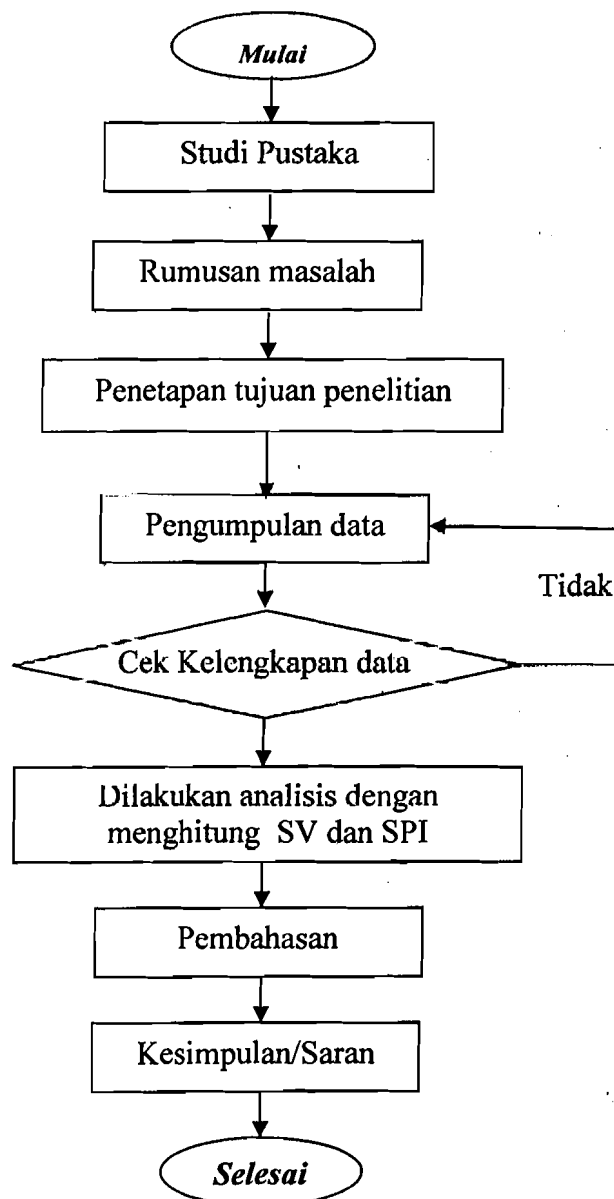 Mulai
Studi Pustaka
Rumusan masalah
Penetapan tujuan penelitian
Pengumpulan data
Tidak
Cek Kelengkapan data
Dilakukan analisis dengan
menghitung SV dan SPI
Pembahasan
Kesimpulan/Saran
Selesai